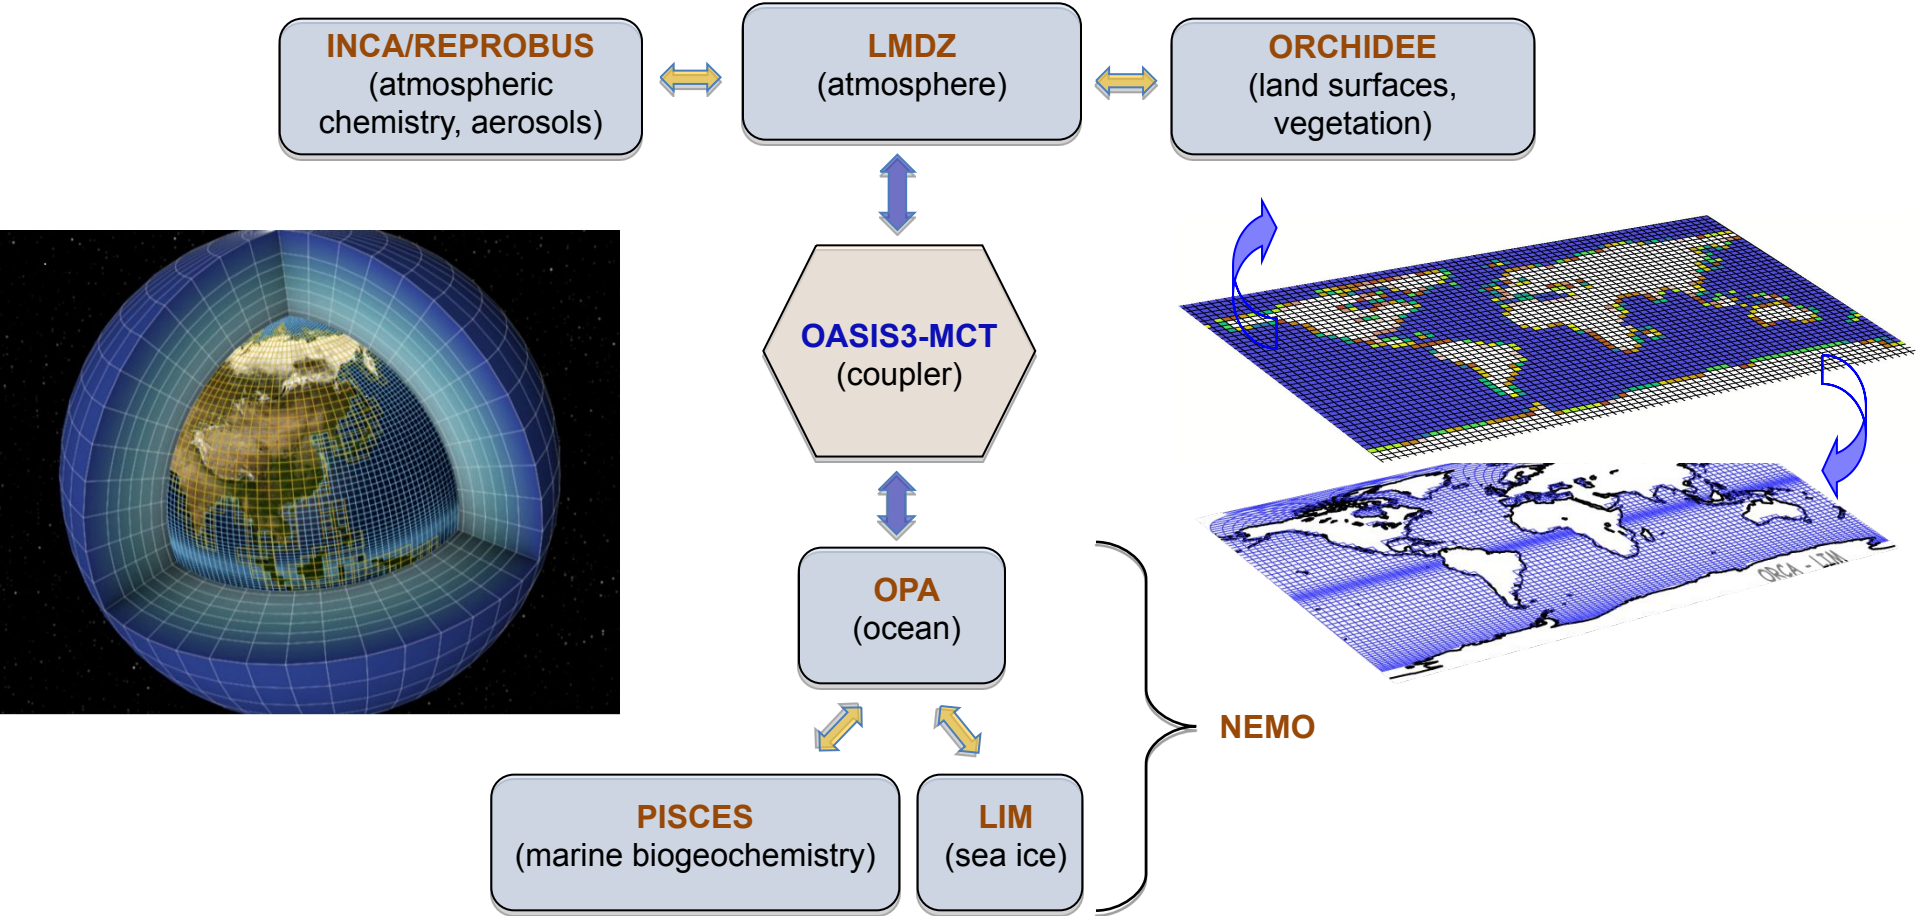 INCA/REPROBUS
(atmospheric
chemistry, aerosols)
LMDZ
(atmosphere)
ORCHIDEE
(land surfaces,
vegetation)
OASIS3-MCT
(coupler)
OPA
(ocean)
ORCA - LIM
NEMO
PISCES
(marine biogeochemistry)
LIM
(sea ice)